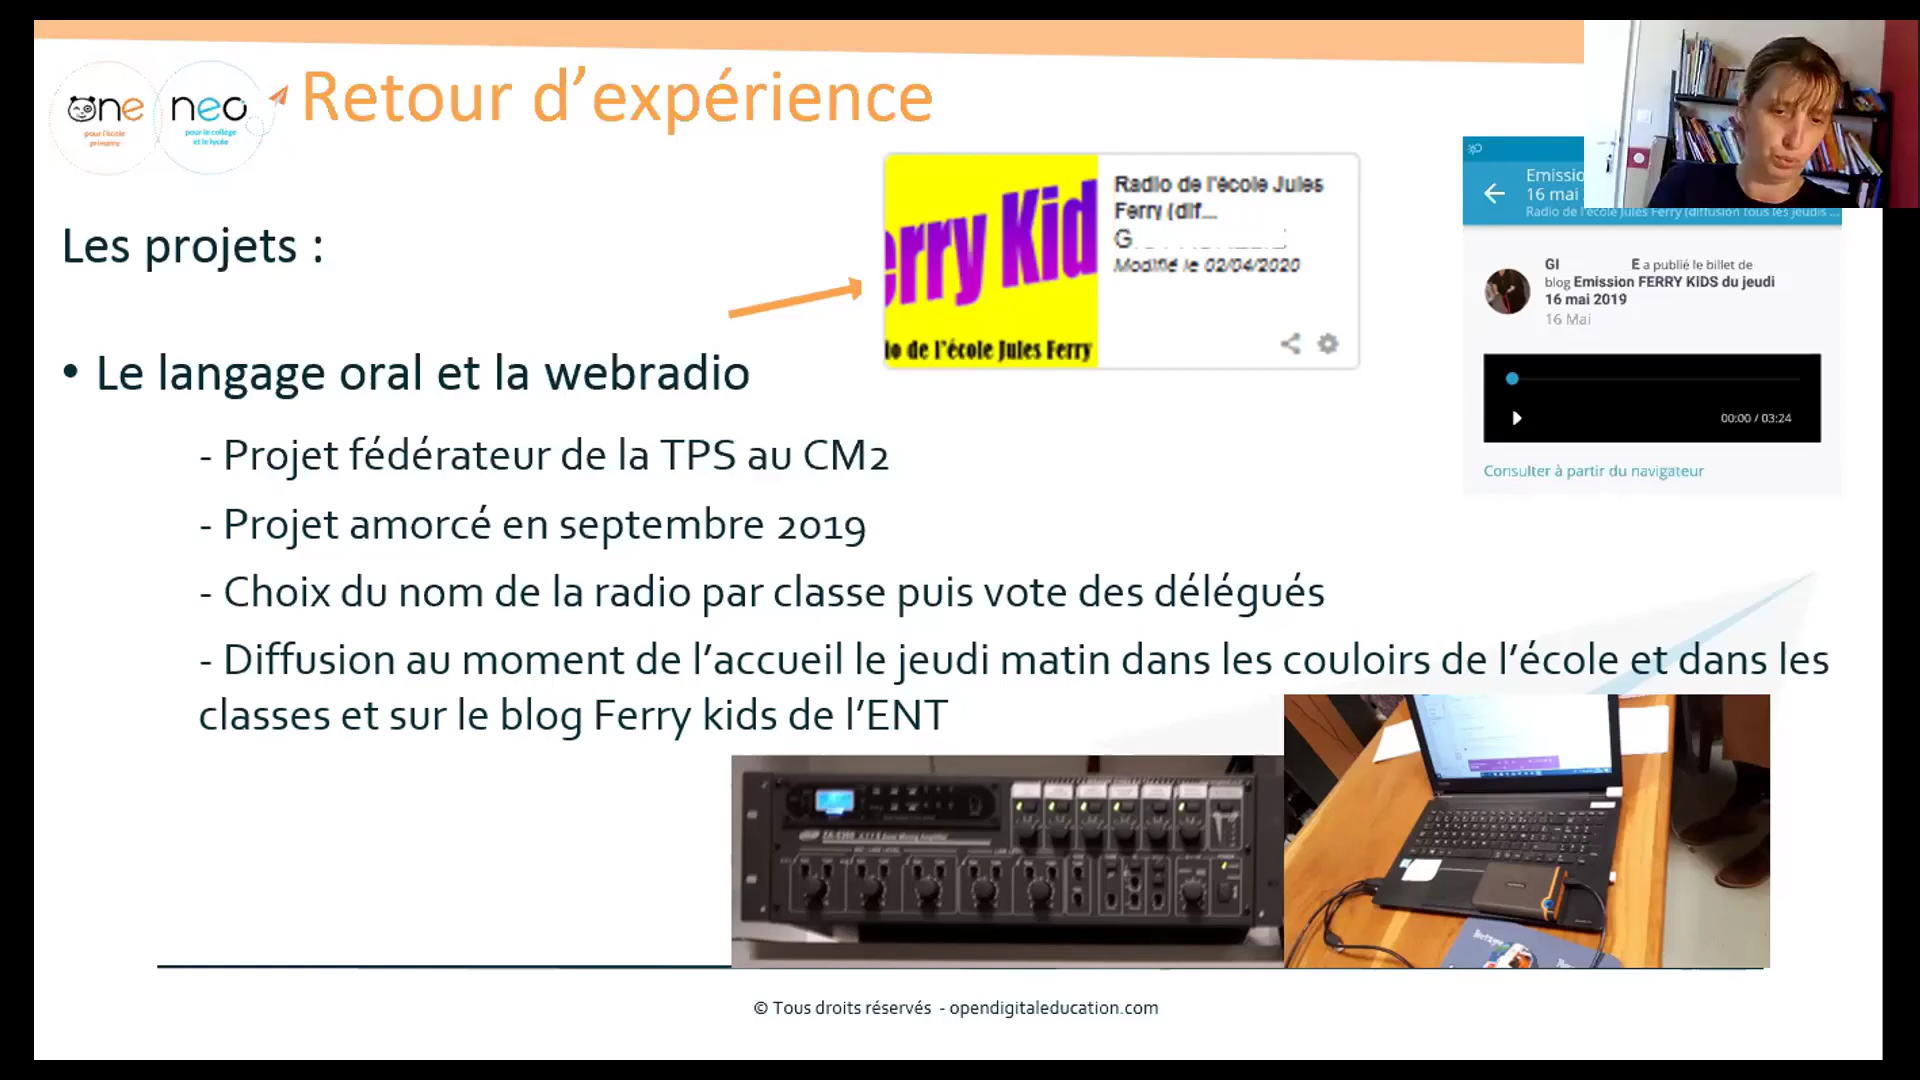 one
pour l'école
primaire
neo
pour le collège
et le lycée
Retour d’expérience
Les projets :
• Le langage oral et la webradio
- Projet fédérateur de la TPS au CM2
- Projet amorcé en septembre 2019
- Choix du nom de la radio par classe puis vote des délégués
- Diffusion au moment de l’accueil le jeudi matin dans les couloirs de l’école et dans les
classes et sur le blog Ferry kids de l’ENT
erry Kid
io de l'école Jules Ferry
Radio de l'école Jules
Ferry (dif...
G
Modifié le 02/04/2020
Emissio
16 mai
Radio de l'école Jules Ferry (diffusion tous les jeudis ...
GI E a publié le billet de
blog Emission FERRY KIDS du jeudi
16 mai 2019
16 Mai
00:00 / 03:24
Consulter à partir du navigateur
© Tous droits réservés - opendigitaleducation.com